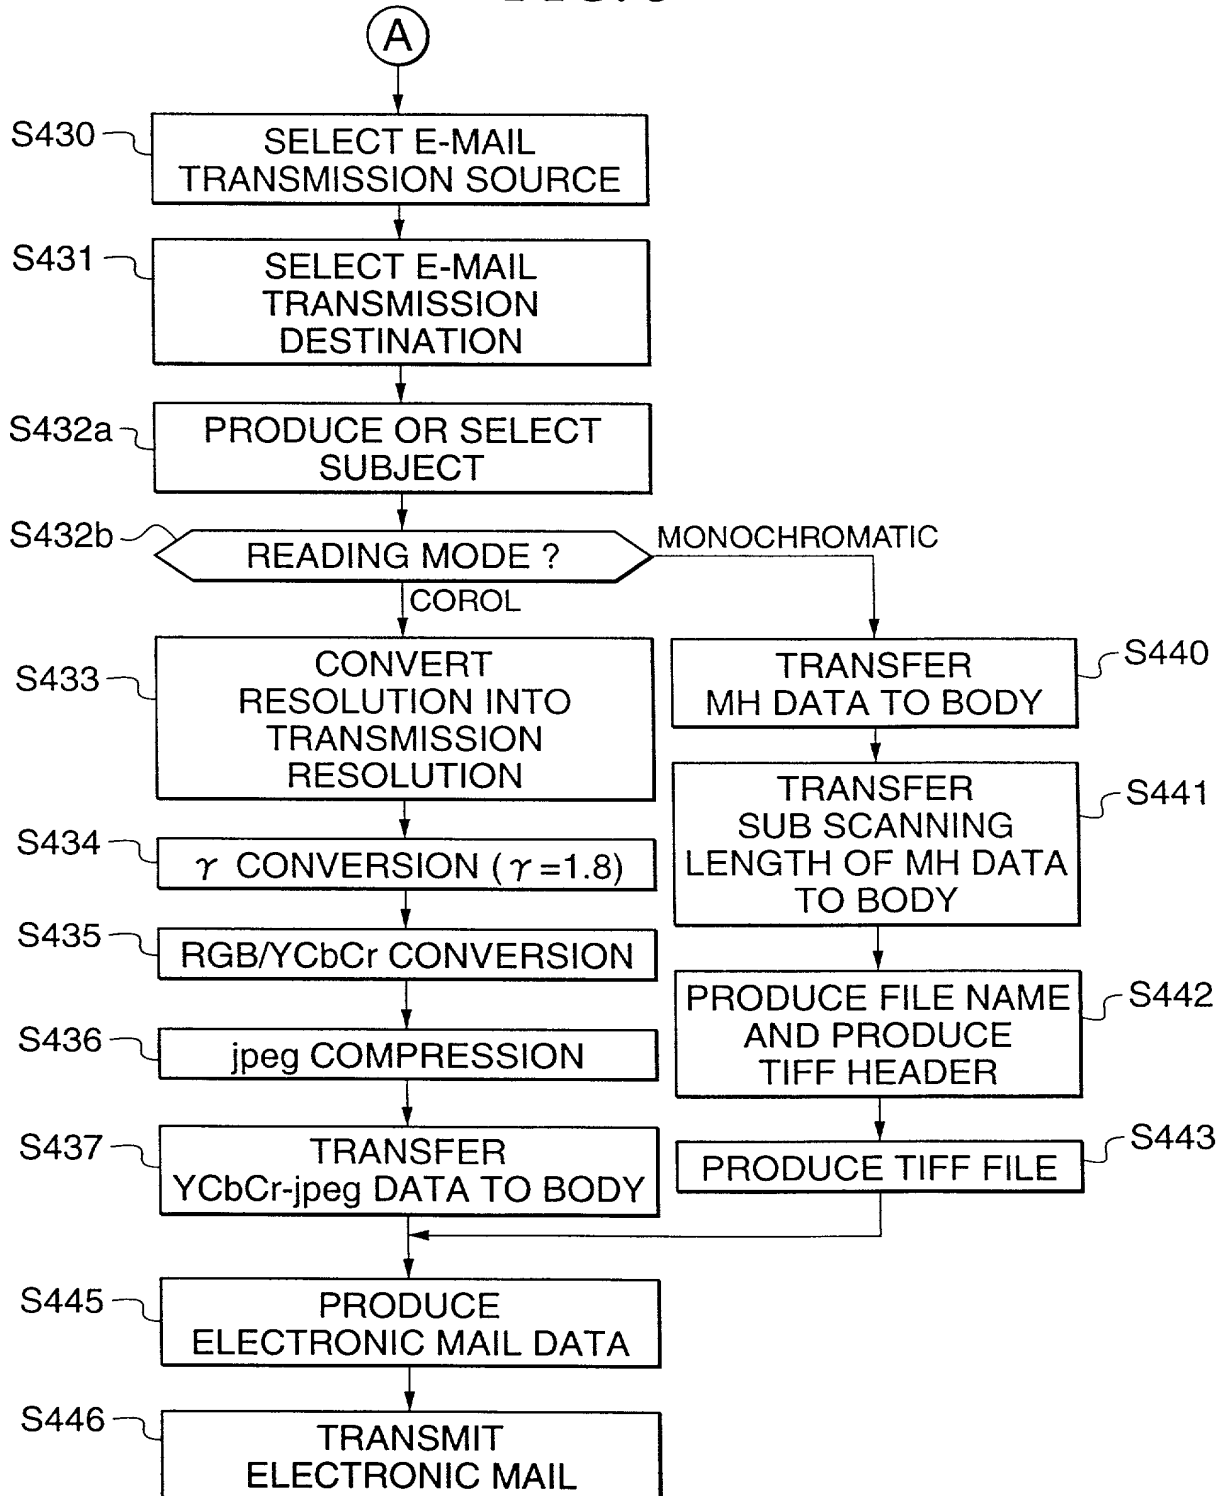 A
S430
SELECT E-MAIL
TRANSMISSION SOURCE
S431
SELECT E-MAIL
TRANSMISSION
DESTINATION
S432a
PRODUCE OR SELECT
SUBJECT
S432b
READING MODE ?
MONOCHROMATIC
COROL
S433
CONVERT
RESOLUTION INTO
TRANSMISSION
RESOLUTION
S434
γ CONVERSION ( γ =1.8)
S435
RGB/YCbCr CONVERSION
S436
jpeg COMPRESSION
S437
TRANSFER
YCbCr-jpeg DATA TO BODY
TRANSFER
MH DATA TO BODY
S440
TRANSFER
SUB SCANNING
LENGTH OF MH DATA
TO BODY
S441
PRODUCE FILE NAME
AND PRODUCE
TIFF HEADER
S442
PRODUCE TIFF FILE
S443
S445
PRODUCE
ELECTRONIC MAIL DATA
S446
TRANSMIT
ELECTRONIC MAIL